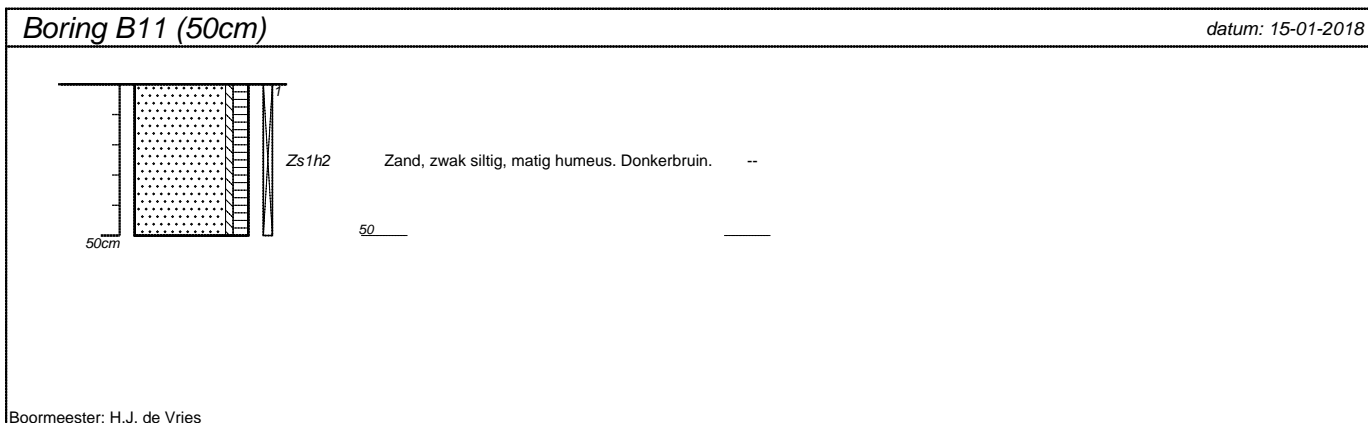 Boring B11 (50cm)
datum: 15-01-2018
1
Zs1h2 Zand, zwak siltig, matig humeus. Donkerbruin. --
50cm
50
Boormeester: H.J. de Vries